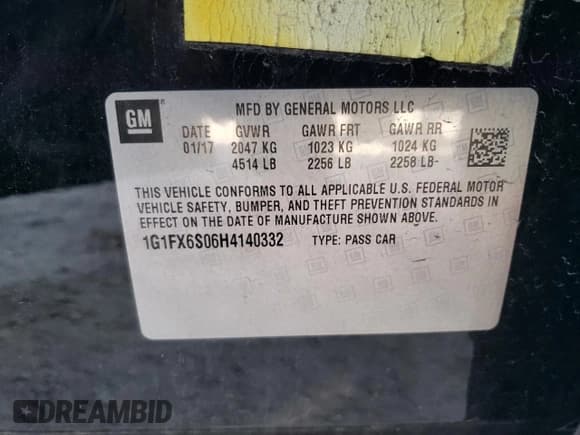 GM ®
MFD BY GENERAL MOTORS LLC
DATE GVWR GAWR FRT GAWR RR
01/17 2047 KG 1023 KG 1024 KG
4514 LB 2256 LB 2258 LB
THIS VEHICLE CONFORMS TO ALL APPLICABLE U.S. FEDERAL MOTOR
VEHICLE SAFETY, BUMPER, AND THEFT PREVENTION STANDARDS IN
EFFECT ON THE DATE OF MANUFACTURE SHOWN ABOVE.
1G1FX6S06H4140332 TYPE: PASS CAR
DREAMBID